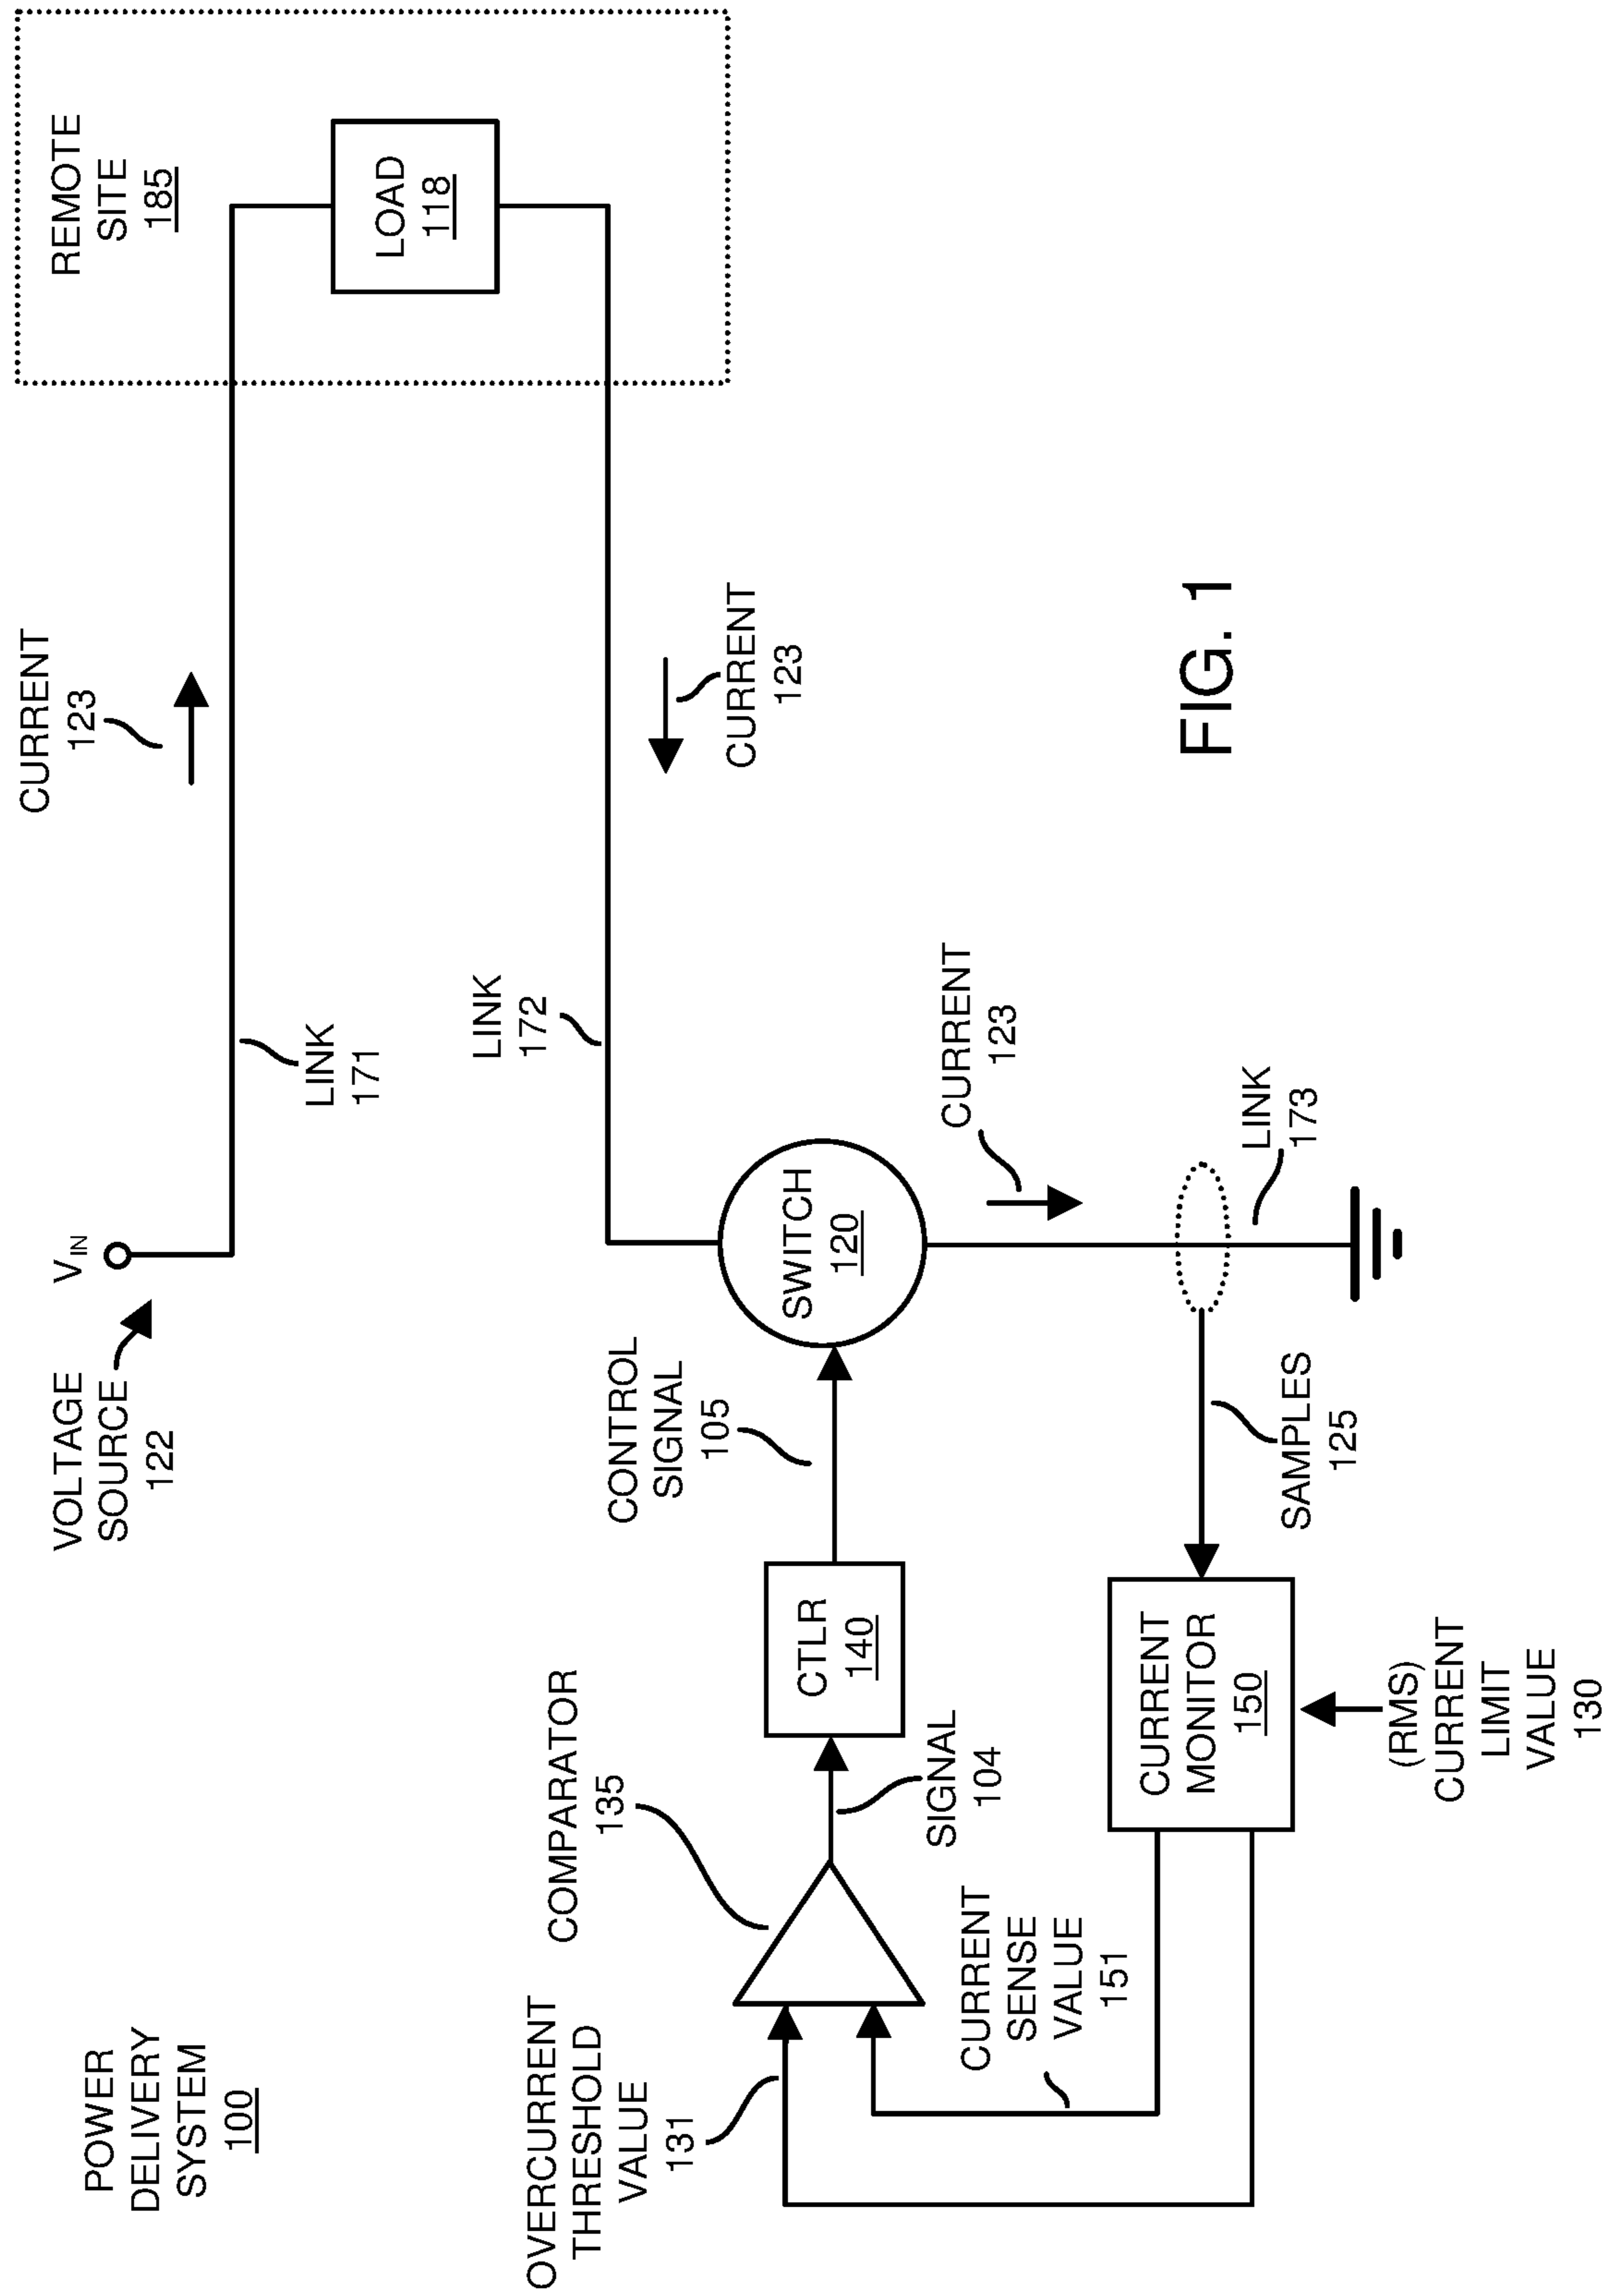 POWER
DELIVERY
SYSTEM
100
VOLTAGE
SOURCE
122
VIN
CURRENT
123
REMOTE
SITE
185
LOAD
118
LINK
171
LINK
172
CURRENT
123
OVERCURRENT
THRESHOLD
VALUE
131
COMPARATOR
135
CONTROL
SIGNAL
105
CTLR
140
SWITCH
120
SIGNAL
104
CURRENT
SENSE
VALUE
151
CURRENT
123
CURRENT
MONITOR
150
SAMPLES
125
LINK
173
(RMS)
CURRENT
LIMIT
VALUE
130
FIG. 1